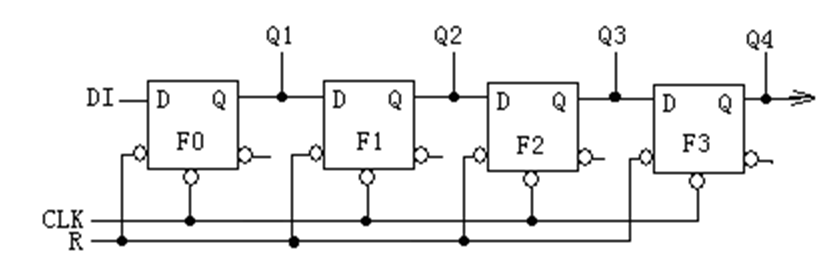 Q1 Q2 Q3 Q4
DI D Q D Q D Q D Q
F0 F1 F2 F3
CLK
R